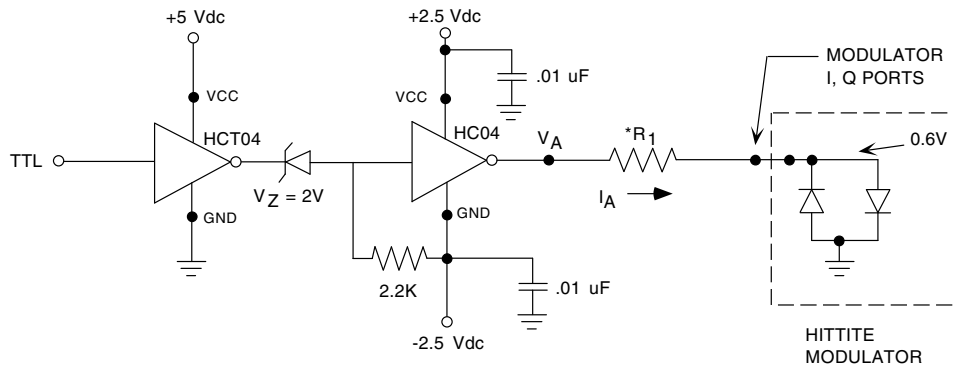 +5 Vdc
+2.5 Vdc
.01 uF
MODULATOR
I, Q PORTS
VCC
VCC
HCT04
HC04
VA
*R1
0.6V
TTL
VZ = 2V
IA
GND
GND
2.2K
.01 uF
-2.5 Vdc
HITTITE
MODULATOR